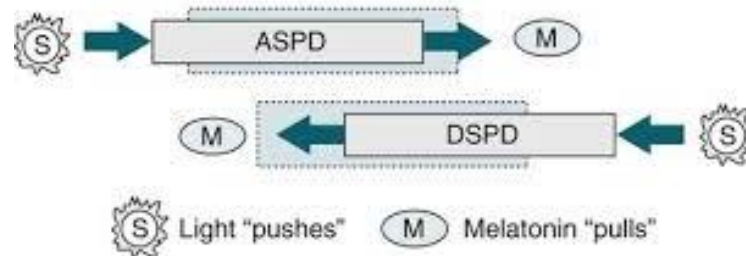 S ASPD M
M DSPD S
S Light “pushes” M Melatonin “pulls”